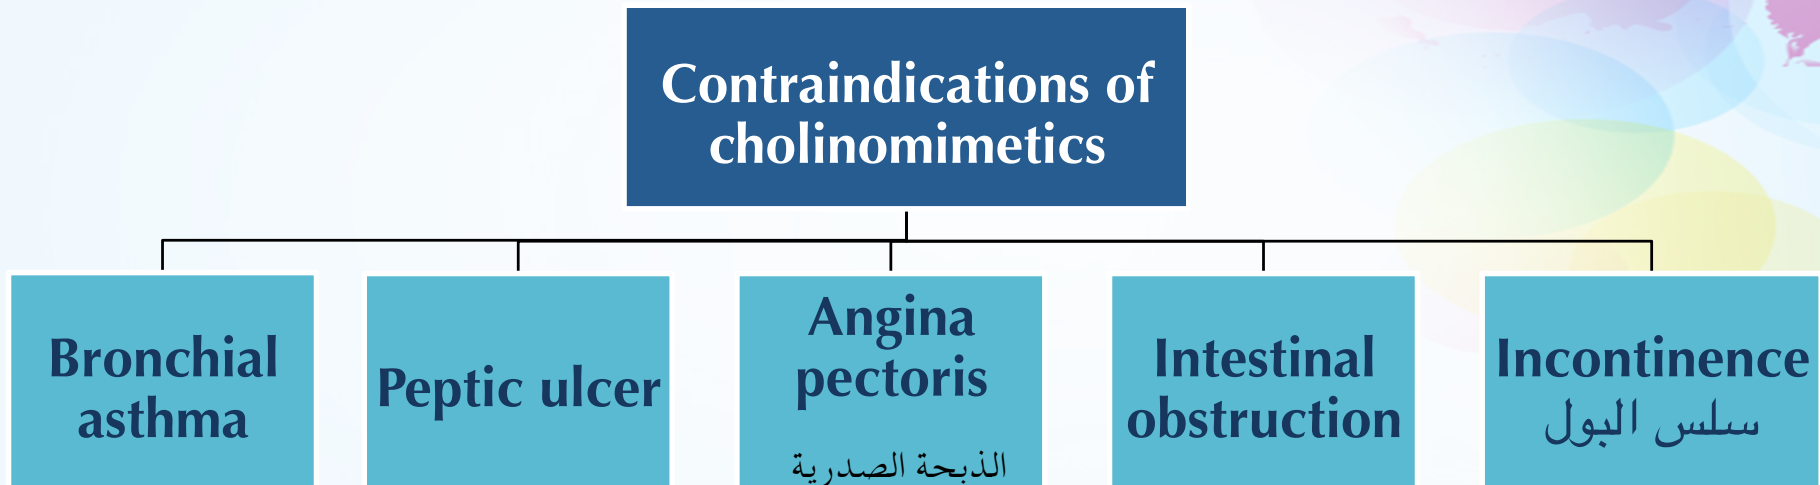 Contraindications of
cholinomimetics
Bronchial
asthma
Peptic ulcer
Angina
pectoris
الذبحة الصدرية
Intestinal
obstruction
Incontinence
سلس البول